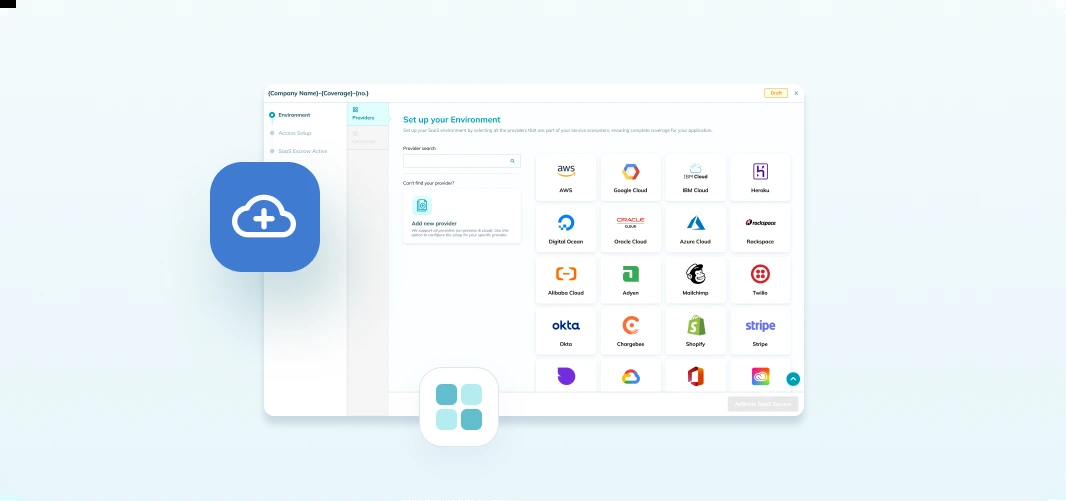 {Company Name}-{Coverage}-{no.}
Draft
X
Environment
Access Setup
SaaS Escrow Active
Providers
Set up your Environment
Set up your SaaS environment by selecting all the providers that are part of your service ecosystem, ensuring complete coverage for your application.
Provider search
Can't find your provider?
Add new provider
We support all providers (on-premise & cloud). Use this
option to configure the setup for your specific provider.
aws
AWS
Google Cloud
IBM Cloud
IBM Cloud
Heroku
Digital Ocean
ORACLE
CLOUD
Oracle Cloud
Azure Cloud
rackspace
Rackspace
Alibaba Cloud
Adyen
Mailchimp
Twilio
okta
Okta
Chargebee
Shopify
stripe
Stripe
Activate SaaS Escrow